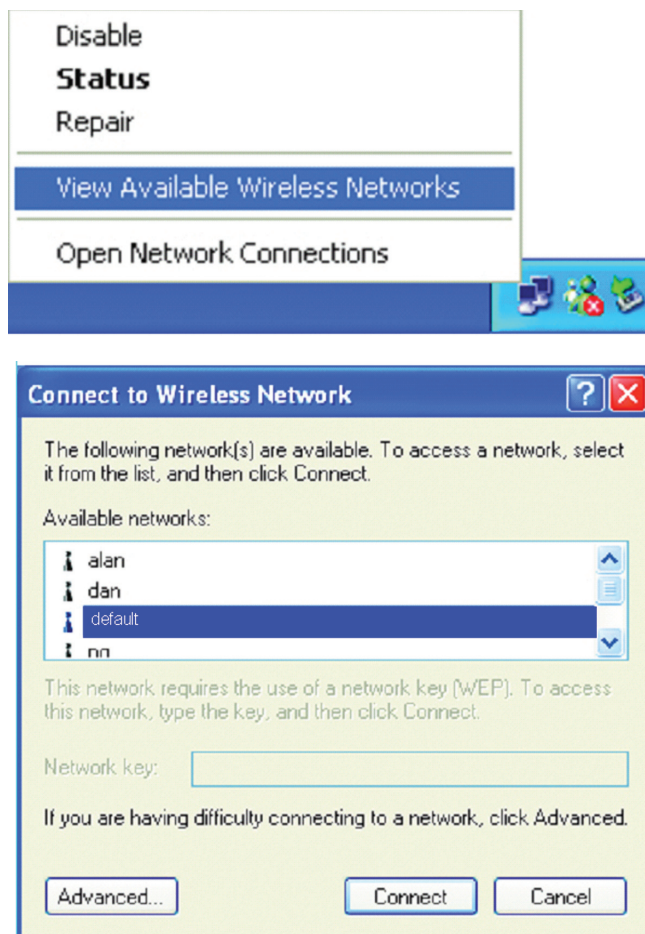 Disable
Status
Repair
View Available Wireless Networks
Open Network Connections
Connect to Wireless Network
The following network(s) are available. To access a network, select
it from the list, and then click Connect.
Available networks:
alan
dan
default
This network requires the use of a network key (WEP). To access
this network, type the key, and then click Connect.
Network key:
If you are having difficulty connecting to a network, click Advanced.
Advanced...
Connect
Cancel